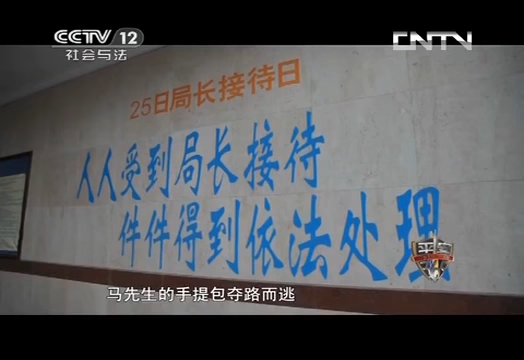 CCTV 12
社会与法
CNTV
25日局长接待日
人人受到局长接待
件件得到依法处理
平安
马先生的手提包夺路而逃